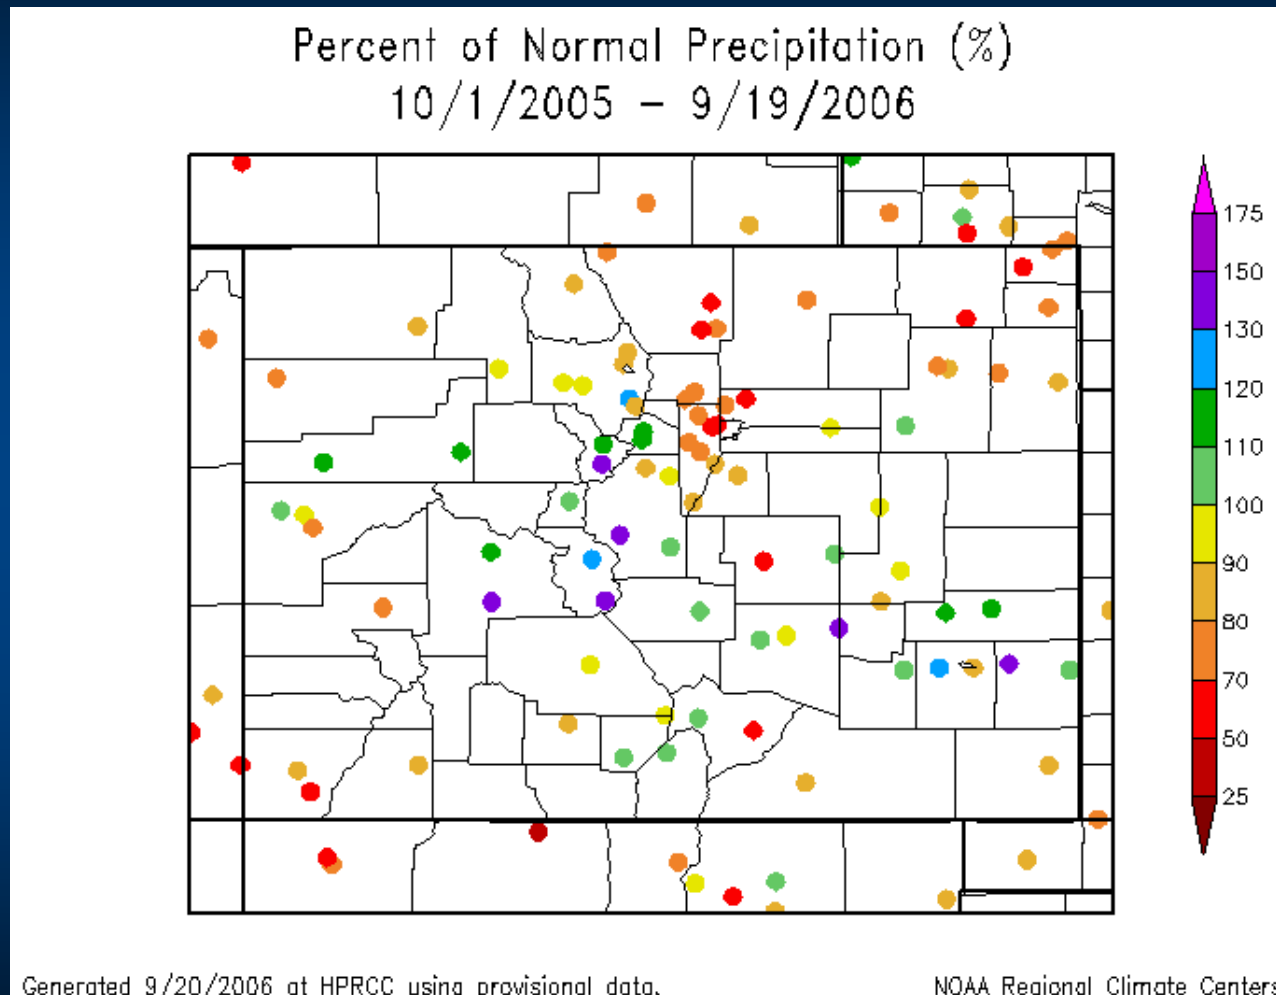 Percent of Normal Precipitation (%)
10/1/2005 – 9/19/2006
175
150
130
120
110
100
90
80
70
50
25
Generated 9/20/2006 at HPRCC using provisional data.
NOAA Regional Climate Centers